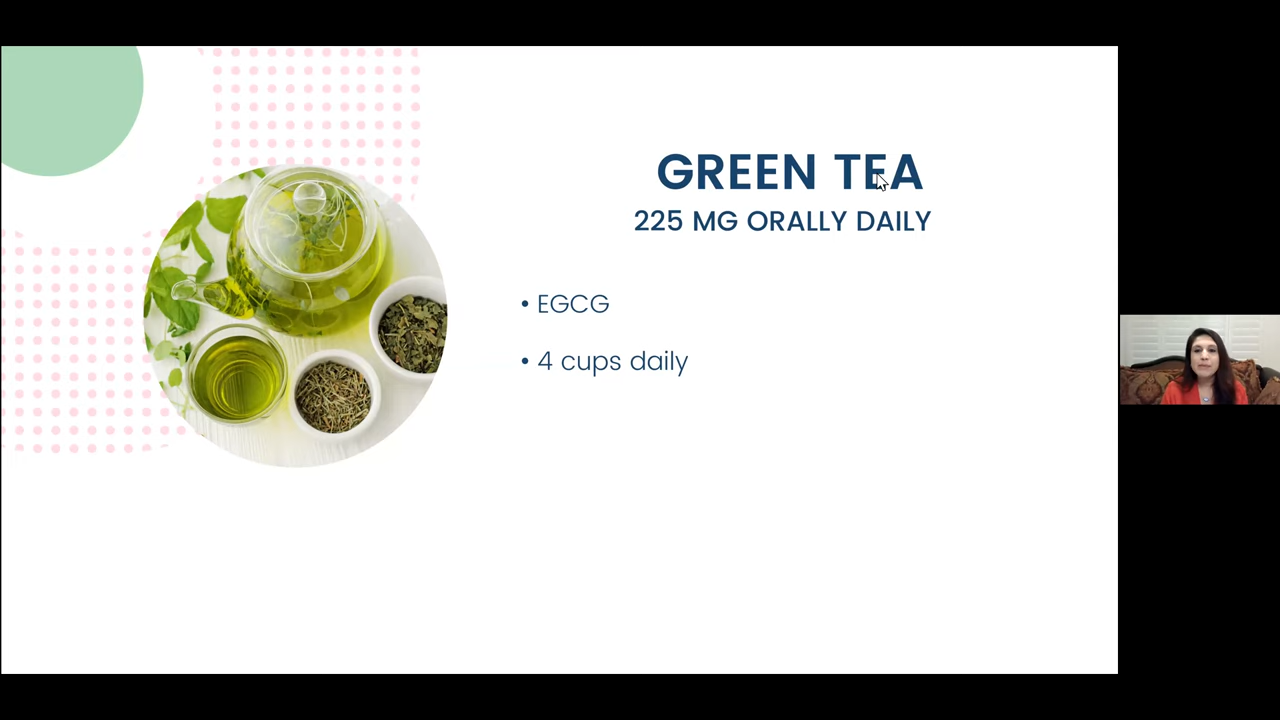 GREEN TEA
225 MG ORALLY DAILY
• EGCG
• 4 cups daily